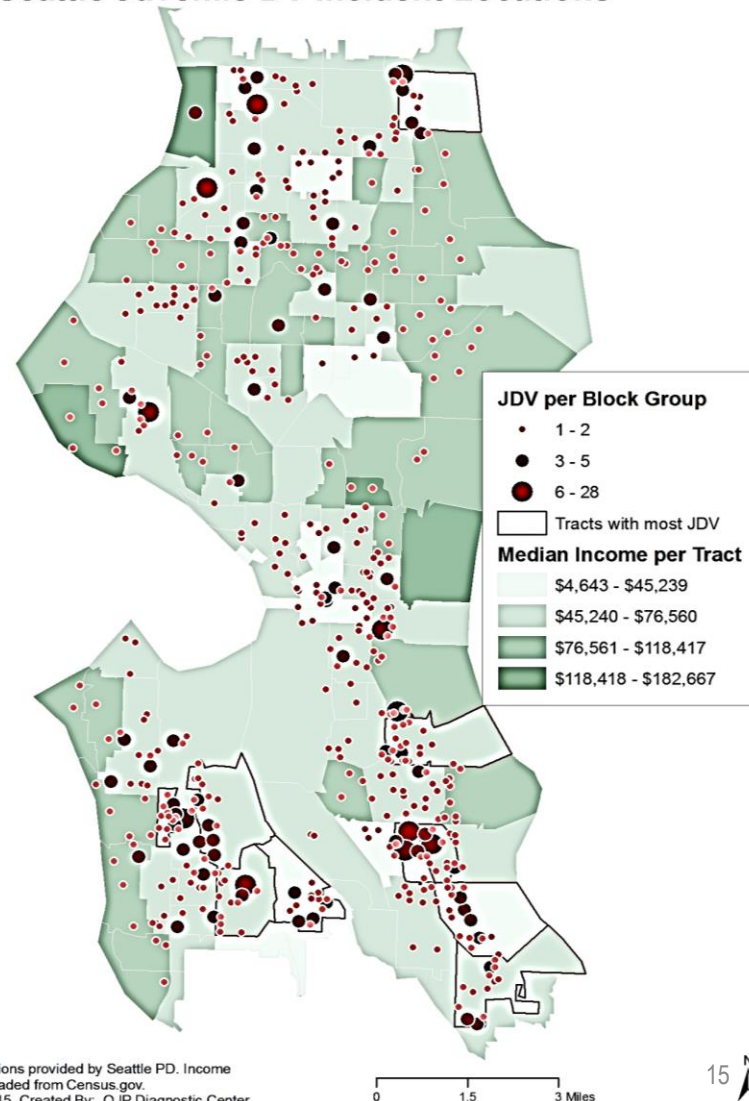 JDV per Block Group
1 - 2
3 - 5
6 - 28
Tracts with most JDV
Median Income per Tract
$4,643 - $45,239
$45,240 - $76,560
$76,561 - $118,417
$118,418 - $182,667
ions provided by Seattle PD. Income
aded from Census.gov.
15. Created By: OJP Diagnostic Center
0 1.5 3 Miles
15
N